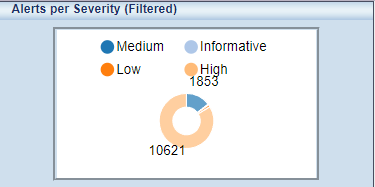 Alerts per Severity (Filtered)
Medium Informative
Low High
1853
10621